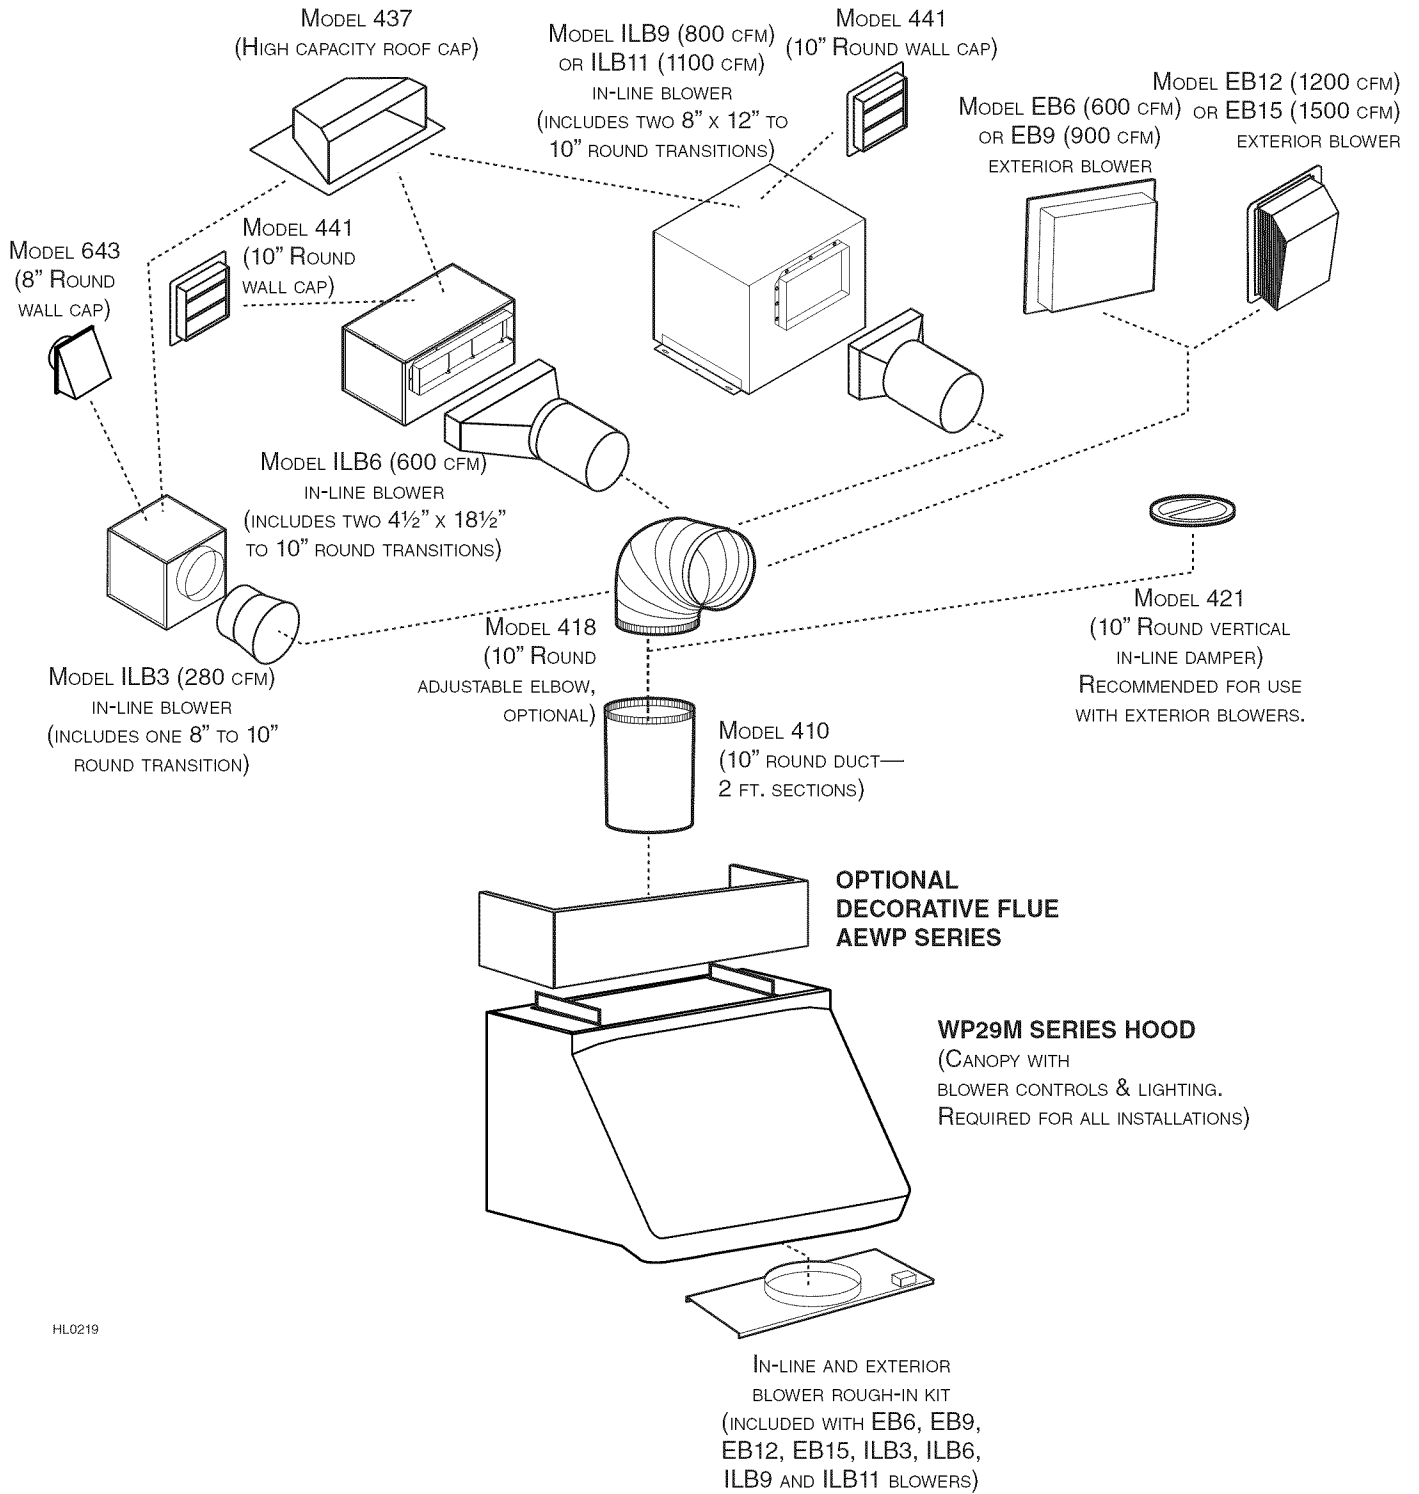 Model 437
(High capacity roof cap)
Model ILB9 (800 cfm)
or ILB11 (1100 cfm)
in-line blower
(includes two 8" x 12" to
10" round transitions)
Model 441
(10" Round wall cap)
Model EB6 (600 cfm)
or EB9 (900 cfm)
exterior blower
Model EB12 (1200 cfm)
or EB15 (1500 cfm)
exterior blower
Model 643
(8" Round
wall cap)
Model 441
(10" Round
wall cap)
Model ILB6 (600 cfm)
in-line blower
(includes two 4½" x 18½"
to 10" round transitions)
Model ILB3 (280 cfm)
in-line blower
(includes one 8" to 10"
round transition)
Model 418
(10" Round
adjustable elbow,
optional)
Model 421
(10" Round vertical
in-line damper)
Recommended for use
with exterior blowers.
Model 410
(10" round duct—
2 ft. sections)
OPTIONAL
DECORATIVE FLUE
AEWP SERIES
WP29M SERIES HOOD
(Canopy with
blower controls & lighting.
Required for all installations)
HL0219
In-line and exterior
blower rough-in kit
(included with EB6, EB9,
EB12, EB15, ILB3, ILB6,
ILB9 and ILB11 blowers)